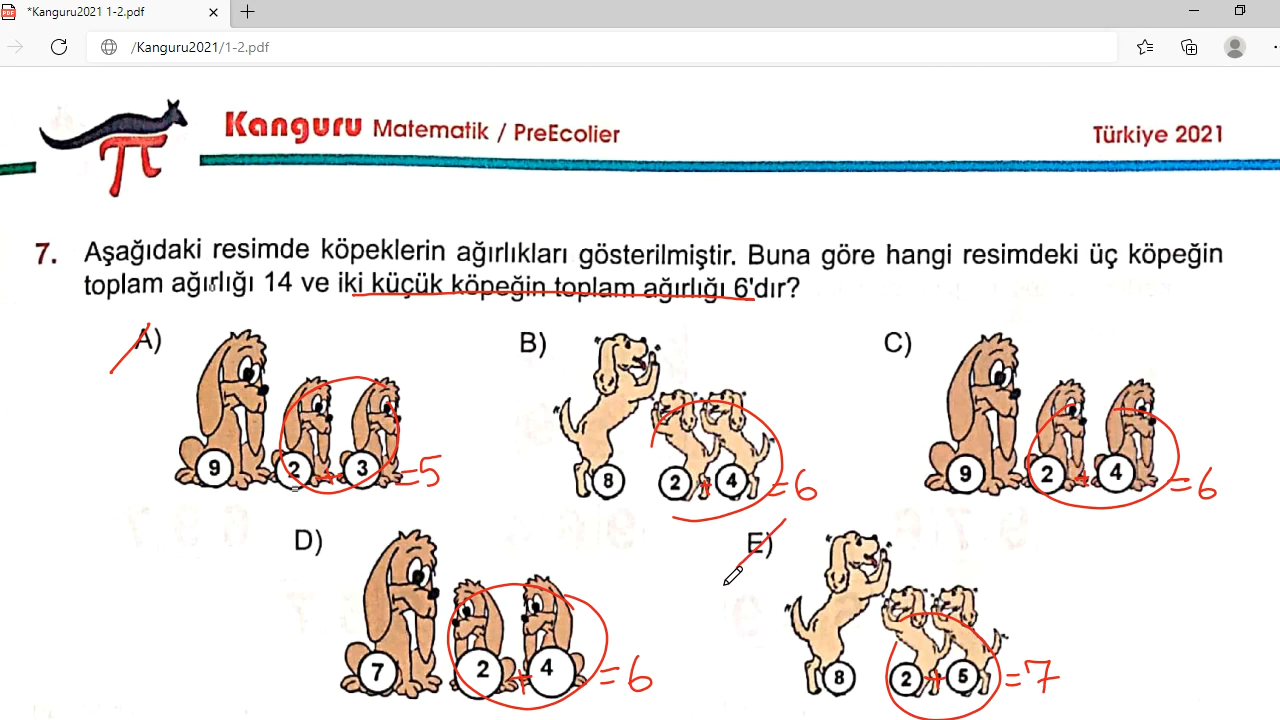 *Kanguru2021 1-2.pdf
/Kanguru2021/1-2.pdf
Kanguru Matematik / PreEcolier
Türkiye 2021
7. Aşağıdaki resimde köpeklerin ağırlıkları gösterilmiştir. Buna göre hangi resimdeki üç köpeğin
toplam ağırlığı 14 ve iki küçük köpeğin toplam ağırlığı 6'dır?
A) B) C)
9 2 + 3 = 5
8 2 + 4 = 6
9 2 + 4 = 6
D) E)
7 2 + 4 = 6
8 2 + 5 = 7